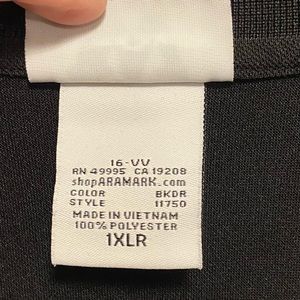 16-VV
RN 49995 CA 19208
shopARAMARK.com
COLOR BKDR
STYLE 11750
MADE IN VIETNAM
100% POLYESTER
1XLR